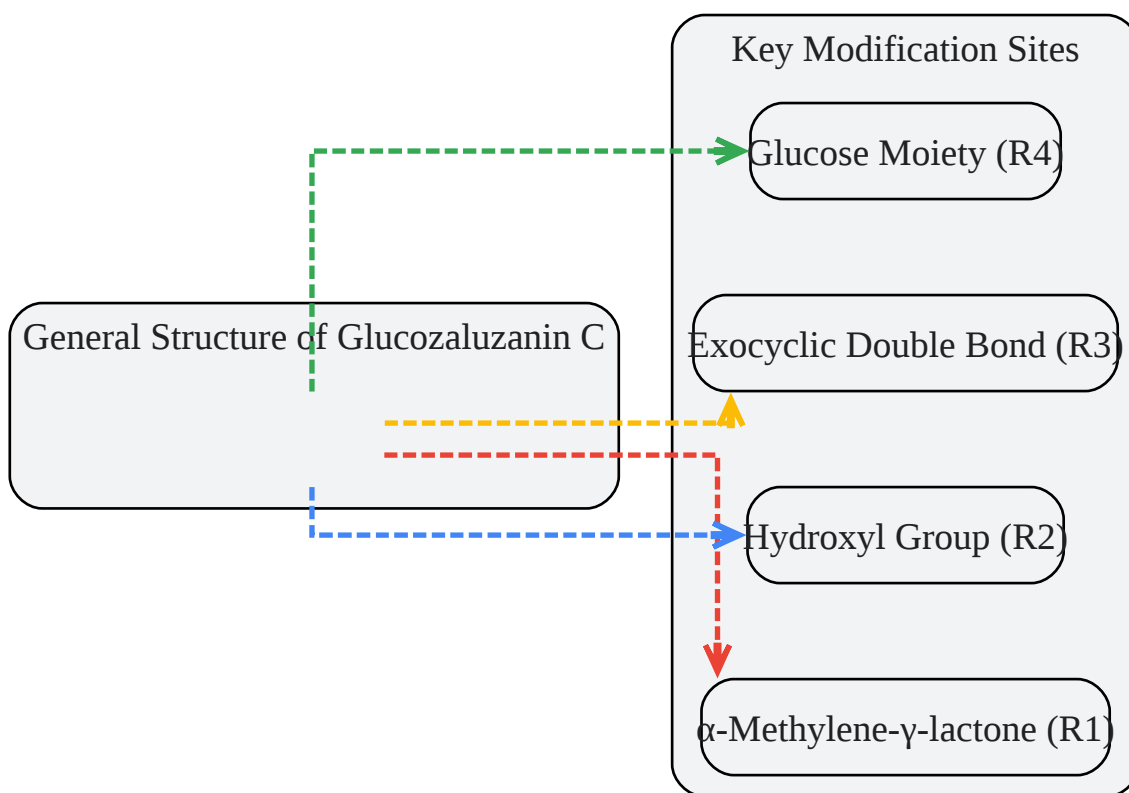 Key Modification Sites
Glucose Moiety (R4)
General Structure of Glucozaluzanin C
Exocyclic Double Bond (R3)
Hydroxyl Group (R2)
α-Methylene-γ-lactone (R1)